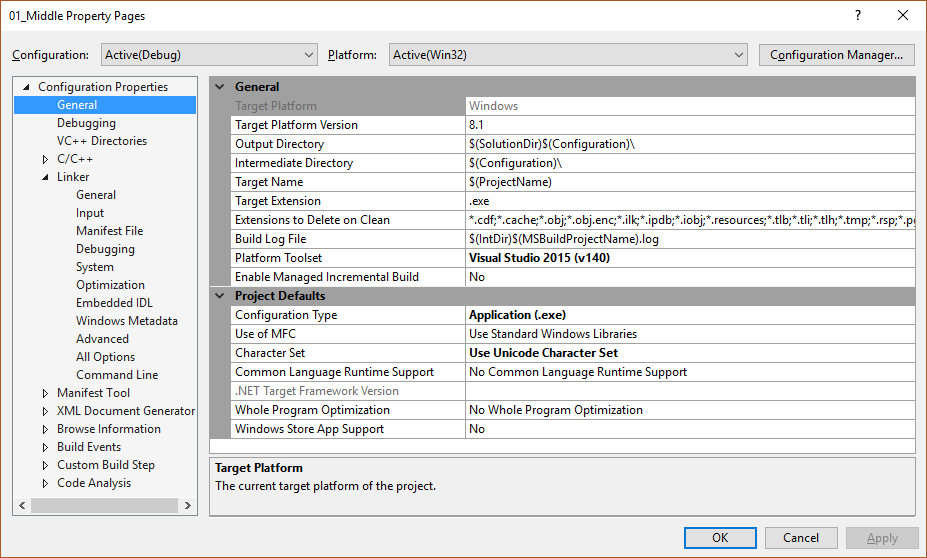 01_Middle Property Pages
?
Configuration: Active(Debug) Platform: Active(Win32) Configuration Manager...
Configuration Properties
General
Debugging
VC++ Directories
C/C++
Linker
General
Input
Manifest File
Debugging
System
Optimization
Embedded IDL
Windows Metadata
Advanced
All Options
Command Line
Manifest Tool
XML Document Generator
Browse Information
Build Events
Custom Build Step
Code Analysis
General
Target Platform Windows
Target Platform Version 8.1
Output Directory $(SolutionDir)$(Configuration)\
Intermediate Directory $(Configuration)\
Target Name $(ProjectName)
Target Extension .exe
Extensions to Delete on Clean *.cdf;*.cache;*.obj;*.obj.enc;*.ilk;*.ipdb;*.iobj;*.resources;*.tlb;*.tli;*.tlh;*.tmp;*.rsp;*.pg
Build Log File $(IntDir)$(MSBuildProjectName).log
Platform Toolset Visual Studio 2015 (v140)
Enable Managed Incremental Build No
Project Defaults
Configuration Type Application (.exe)
Use of MFC Use Standard Windows Libraries
Character Set Use Unicode Character Set
Common Language Runtime Support No Common Language Runtime Support
.NET Target Framework Version
Whole Program Optimization No Whole Program Optimization
Windows Store App Support No
Target Platform
The current target platform of the project.
OK Cancel Apply